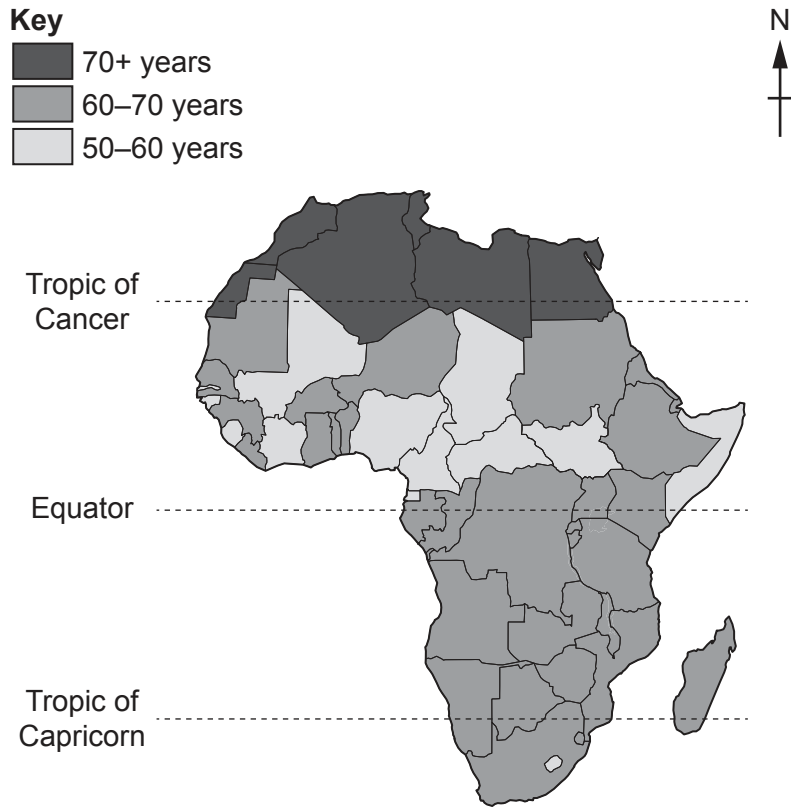 Key
70+ years
60–70 years
50–60 years
N
Tropic of
Cancer
Equator
Tropic of
Capricorn